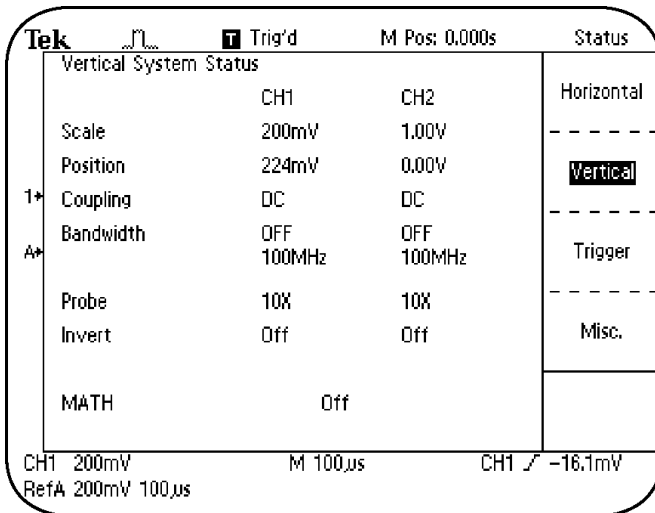 Tek T Trig'd M Pos: 0.000s Status
Vertical System Status
CH1 CH2
Horizontal
Scale 200mV 1.00V
Position 224mV 0.00V
Vertical
1
Coupling DC DC
Bandwidth OFF OFF
100MHz 100MHz
A
Trigger
Probe 10X 10X
Invert Off Off
Misc.
MATH Off
CH1 200mV M 100µs CH1 -16.1mV
RefA 200mV 100µs